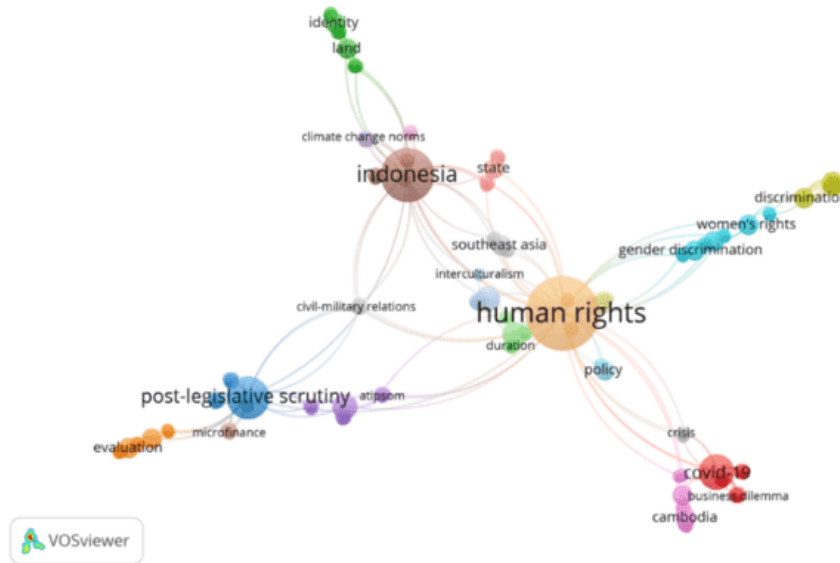 identity
land
climate change norms
indonesia
state
discrimination
women's rights
southeast asia
gender discrimination
interculturalism
civil-military relations
human rights
duration
policy
post-legislative scrutiny
atipsom
microfinance
crisis
evaluation
covid-19
business dilemma
cambodia
VOSviewer